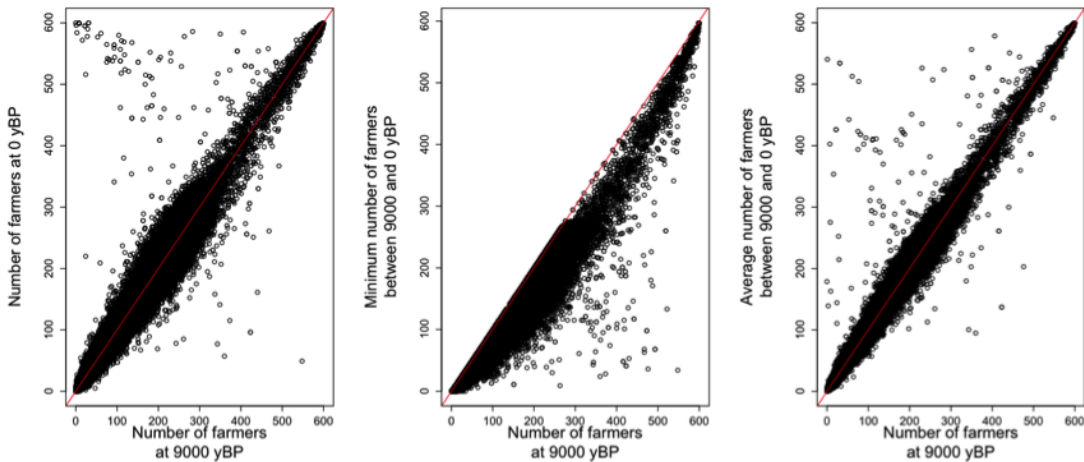 Number of farmers at 0 yBP
600
500
400
300
200
100
0
0 100 200 300 400 500 600
Number of farmers
at 9000 yBP
Minimum number of farmers
between 9000 and 0 yBP
600
500
400
300
200
100
0
0 100 200 300 400 500 600
Number of farmers
at 9000 yBP
Average number of farmers
between 9000 and 0 yBP
600
500
400
300
200
100
0
0 100 200 300 400 500 600
Number of farmers
at 9000 yBP